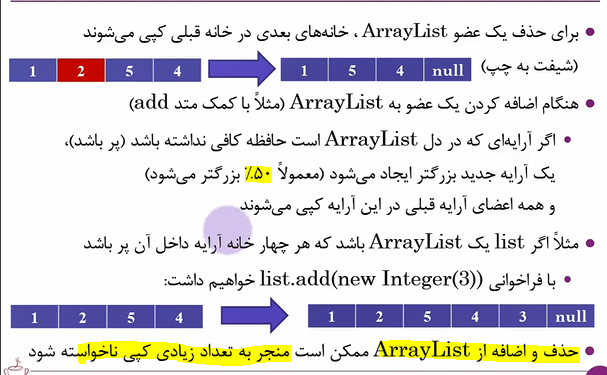 برای حذف یک عضو ArrayList ، خانه‌های بعدی در خانه قبلی کپی می‌شوند
(شیفت به چپ)
1 2 5 4
1 5 4 null
هنگام اضافه کردن یک عضو به ArrayList (مثلاً با کمک متد add)
اگر آرایه‌ای که در دل ArrayList است حافظه کافی نداشته باشد (پر باشد)،
یک آرایه جدید بزرگتر ایجاد می‌شود (معمولاً ۵۰٪ بزرگتر می‌شود)
و همه اعضای آرایه قبلی در این آرایه کپی می‌شوند
مثلاً اگر list یک ArrayList باشد که هر چهار خانه آرایه داخل آن پر باشد
با فراخوانی list.add(new Integer(3)) خواهیم داشت:
1 2 5 4
1 2 5 4 3 null
حذف و اضافه از ArrayList ممکن است منجر به تعداد زیادی کپی ناخواسته شود